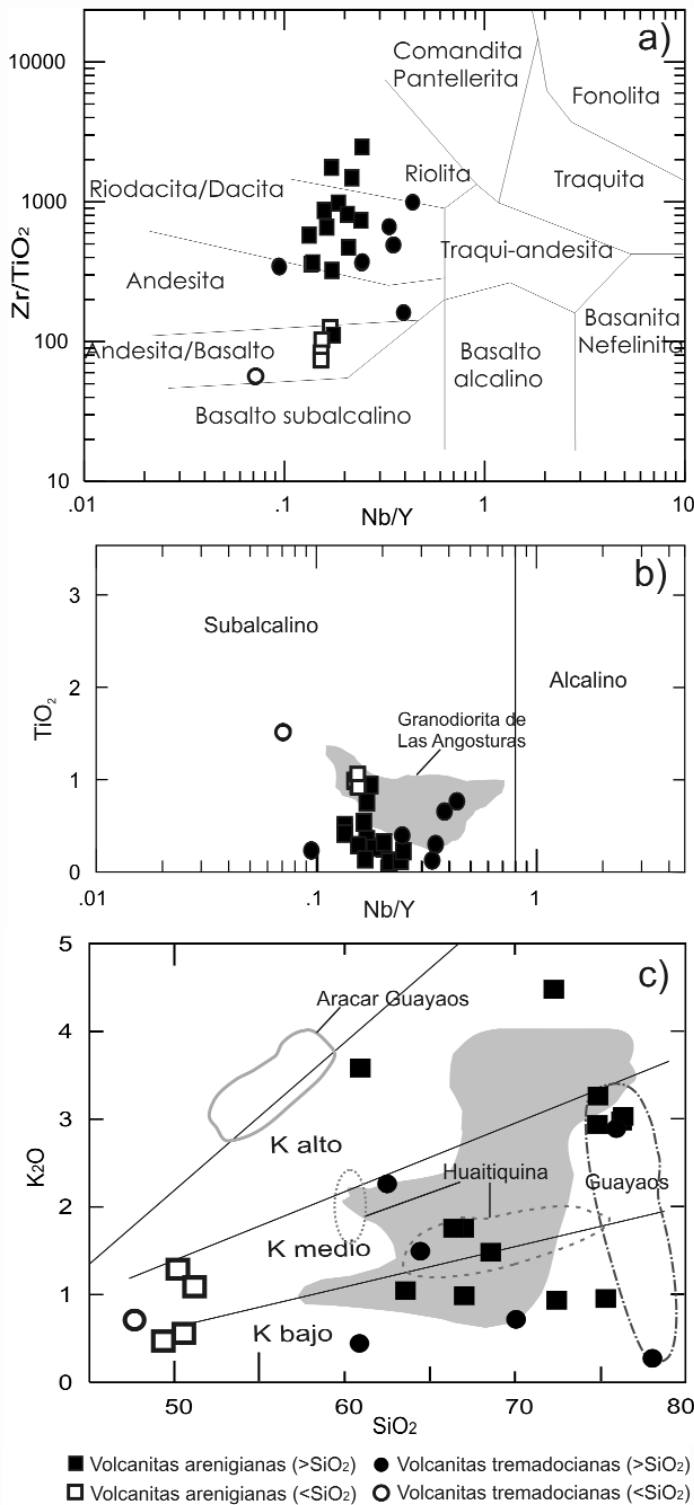 a)
Comandita
Pantellerita
Fonolita
10000
Riolita
Traquita
Riodacita/Dacita
1000
Traqui-andesita
Zr/TiO2
Andesita
Basanita
Nefelinita
Andesita/Basalto
100
Basalto
alcalino
Basalto subalcalino
10
.01 .1 1 10
Nb/Y
b)
3
Subalcalino
Alcalino
2
TiO2
Granodiorita de
Las Angosturas
1
0
.01 .1 1
Nb/Y
c)
5
Aracar Guayaos
4
K alto
3
K2O
Huaitiquina
Guayaos
2
K medio
1
K bajo
0
50 60 70 80
SiO2
Volcanitas arenigianas (>SiO2) Volcanitas tremadocianas (>SiO2)
Volcanitas arenigianas (<SiO2) Volcanitas tremadocianas (<SiO2)